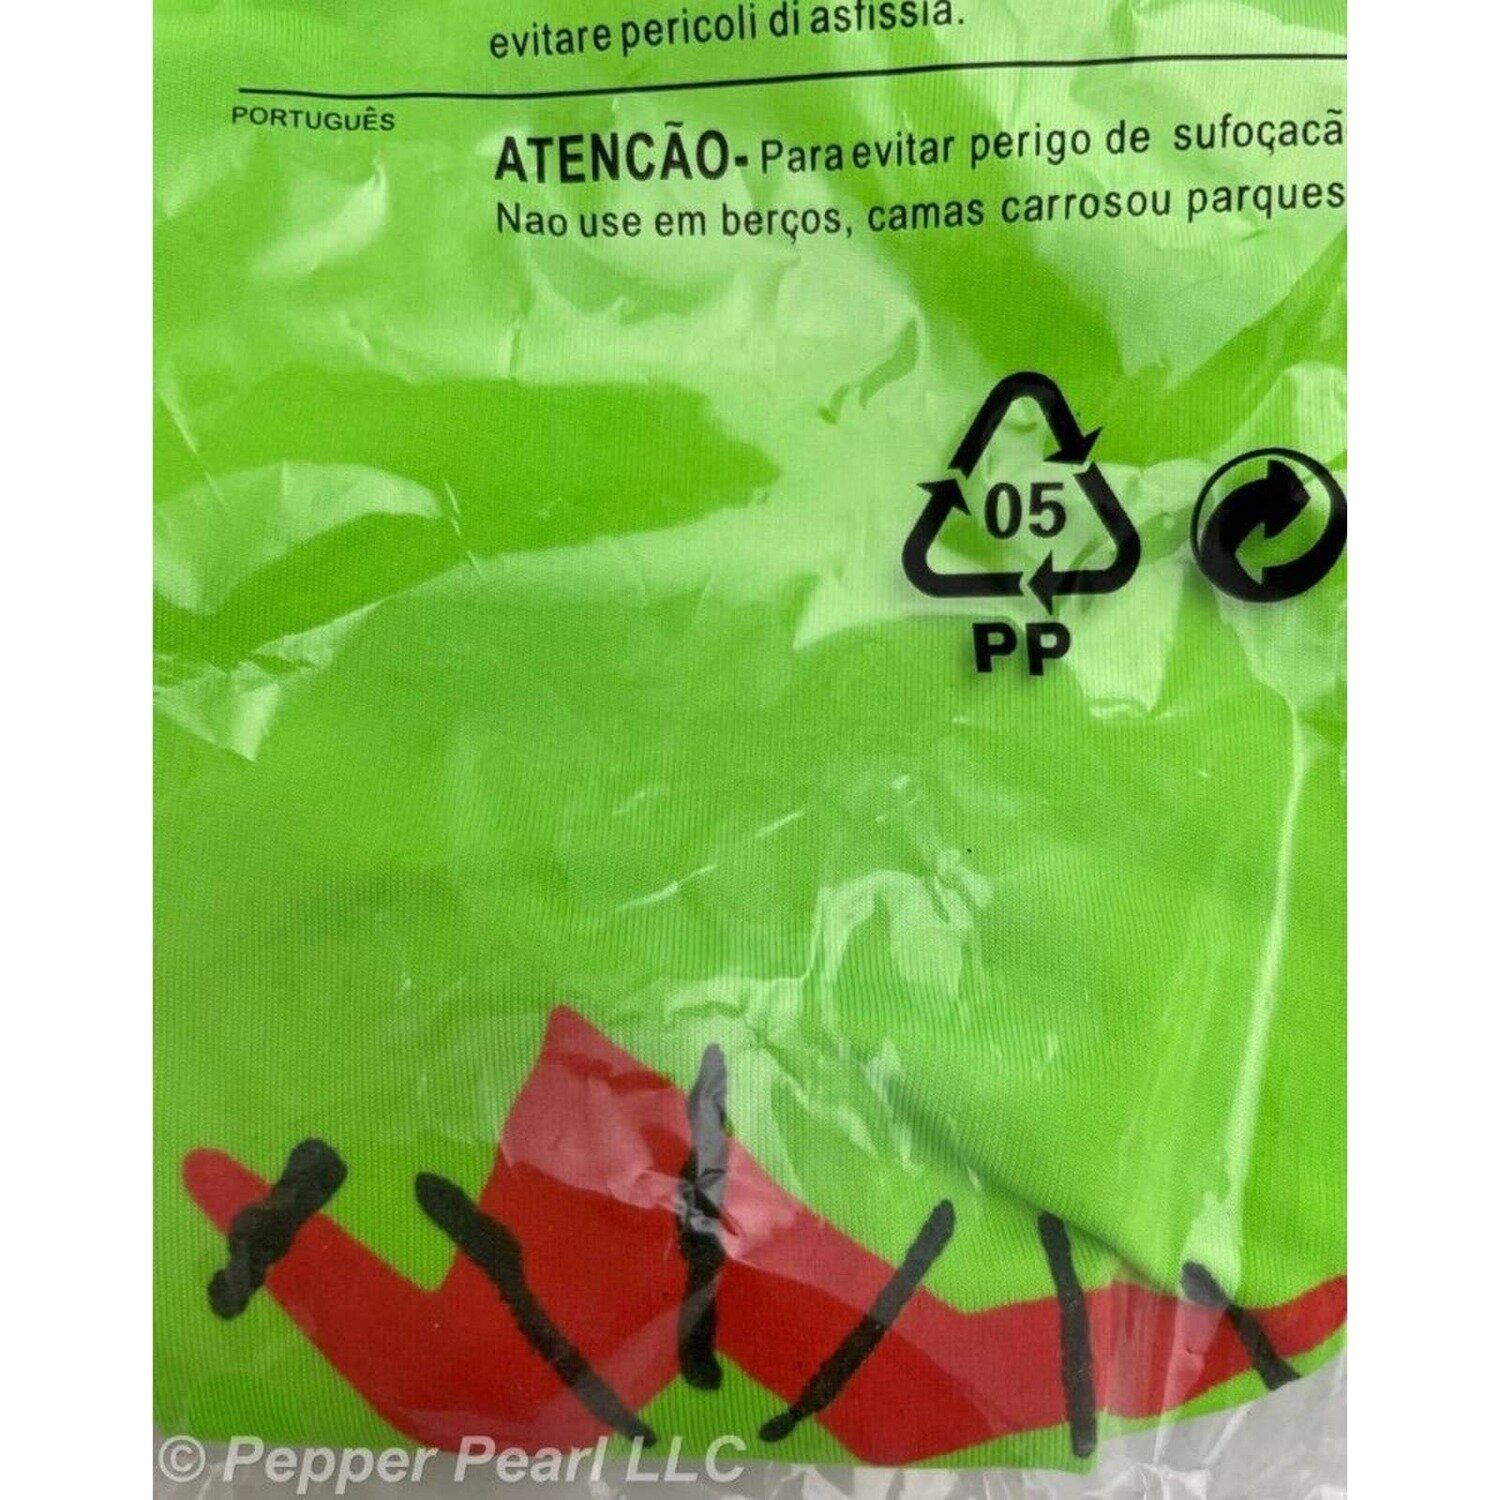 evitare pericoli di asfissia.
PORTUGUÊS
ATENCÃO- Para evitar perigo de sufoçacã
Nao use em berços, camas carrosou parques
05
PP
© Pepper Pearl LLC